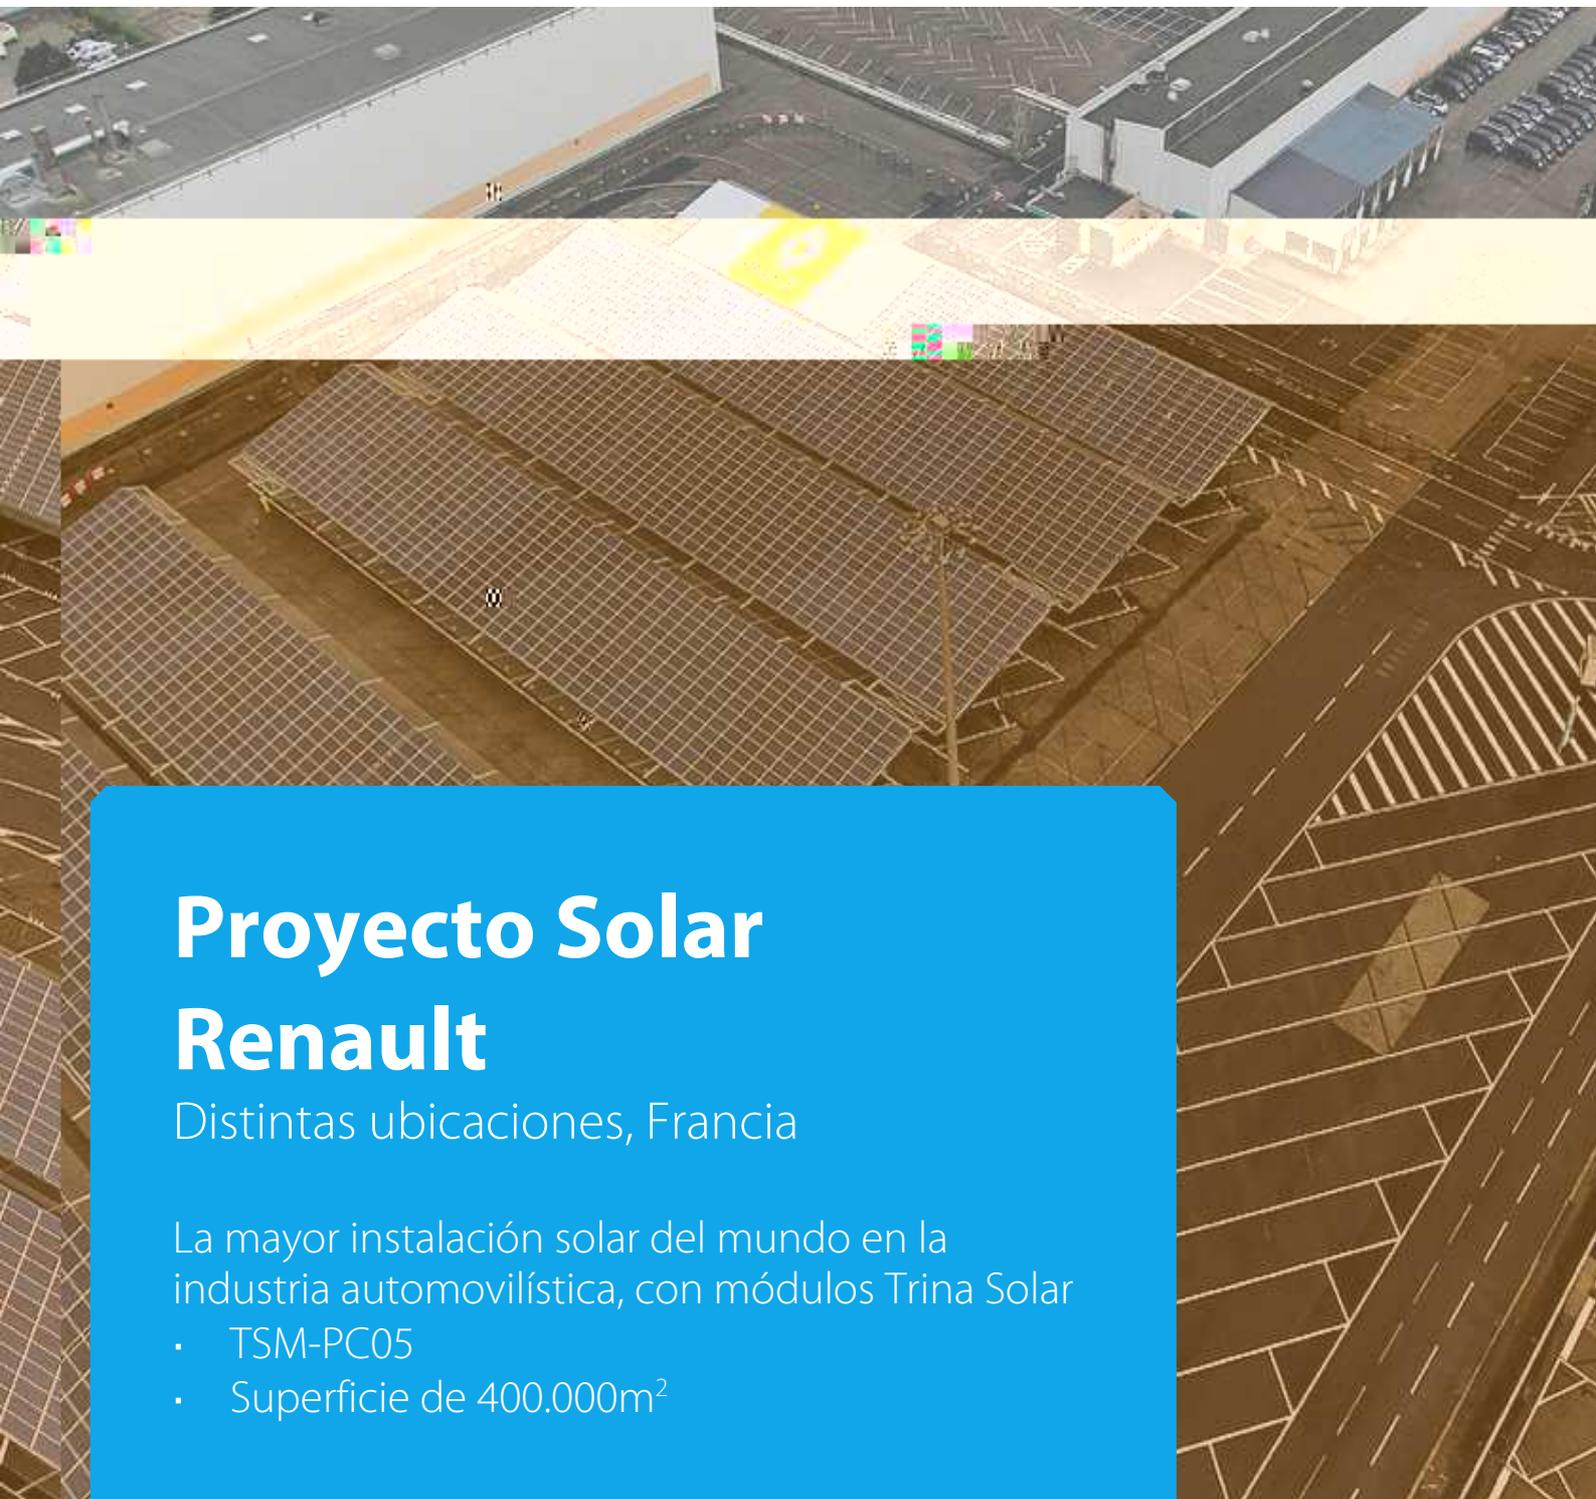 Proyecto Solar
Renault
Distintas ubicaciones, Francia
La mayor instalación solar del mundo en la
industria automovilística, con módulos Trina Solar
· TSM-PC05
· Superficie de 400.000m²